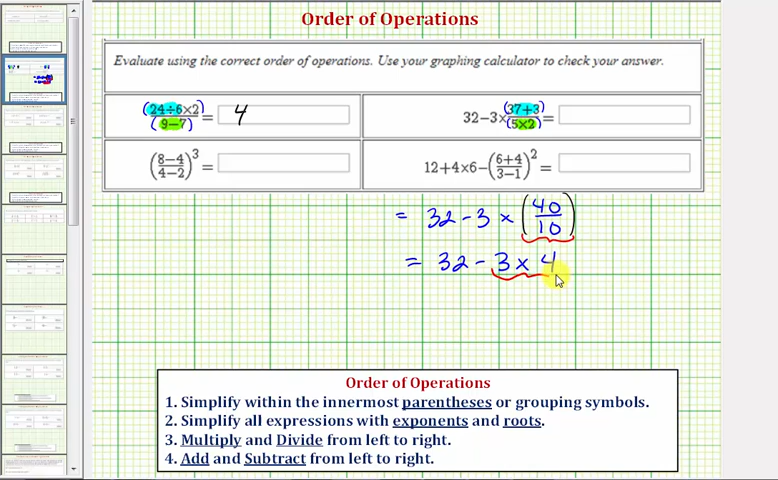 Order of Operations
Evaluate using the correct order of operations. Use your graphing calculator to check your answer.
(24÷6×2)/(9−7) = 4
32−3×(37+3)/(5×2) =
((8−4)/(4−2))^3 =
12+4×6−((6+4)/(3−1))^2 =
= 32 − 3 × (40/10)
= 32 − 3 × 4
Order of Operations
1. Simplify within the innermost parentheses or grouping symbols.
2. Simplify all expressions with exponents and roots.
3. Multiply and Divide from left to right.
4. Add and Subtract from left to right.